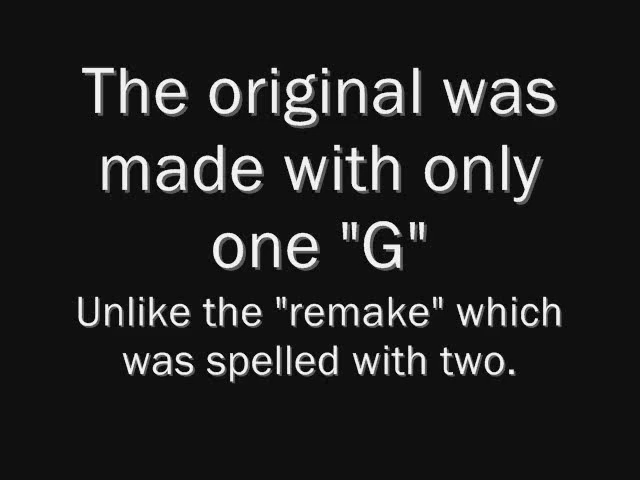 The original was
made with only
one "G"
Unlike the "remake" which
was spelled with two.